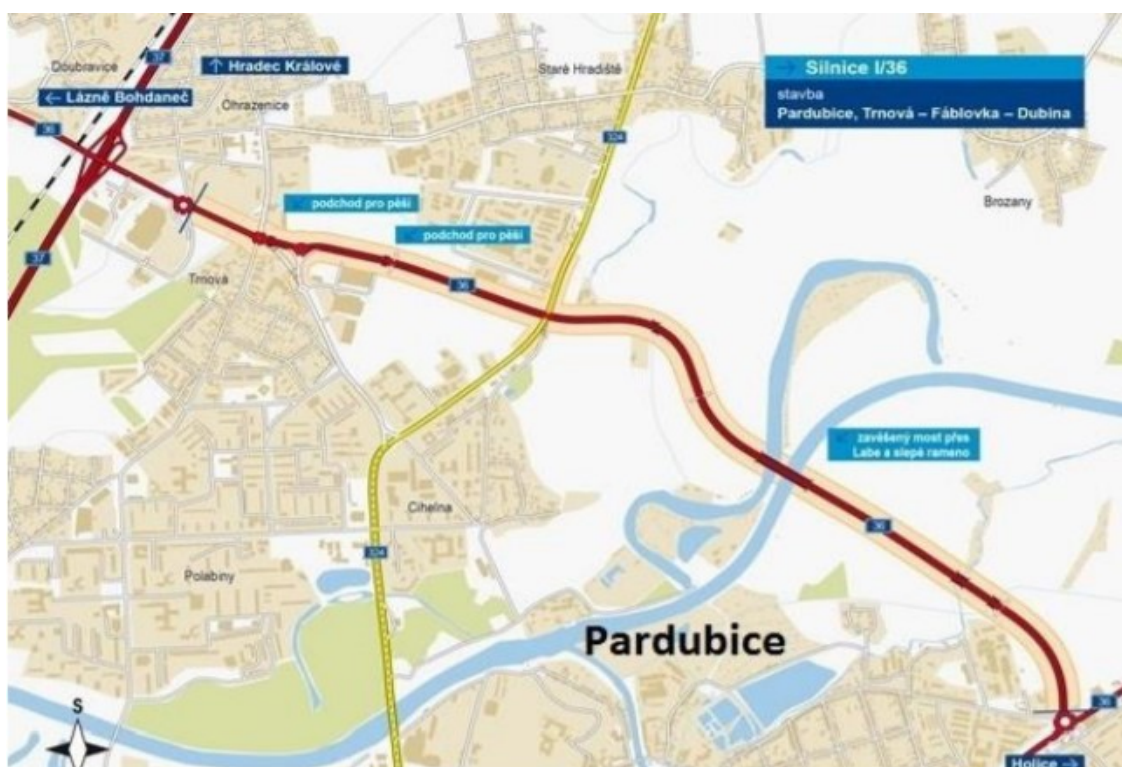 37
Doubravice
↑ Hradec Králové
Staré Hradiště
→ Silnice I/36
stavba
Pardubice, Trnová – Fáblovka – Dubina
← Lázně Bohdaneč
Ohrazenice
36
324
Brozany
podchod pro pěší
podchod pro pěší
37
Trnová
36
zavěšený most přes
Labe a slepé rameno
Cihelna
36
324
Polabiny
Pardubice
S
36
Holice →